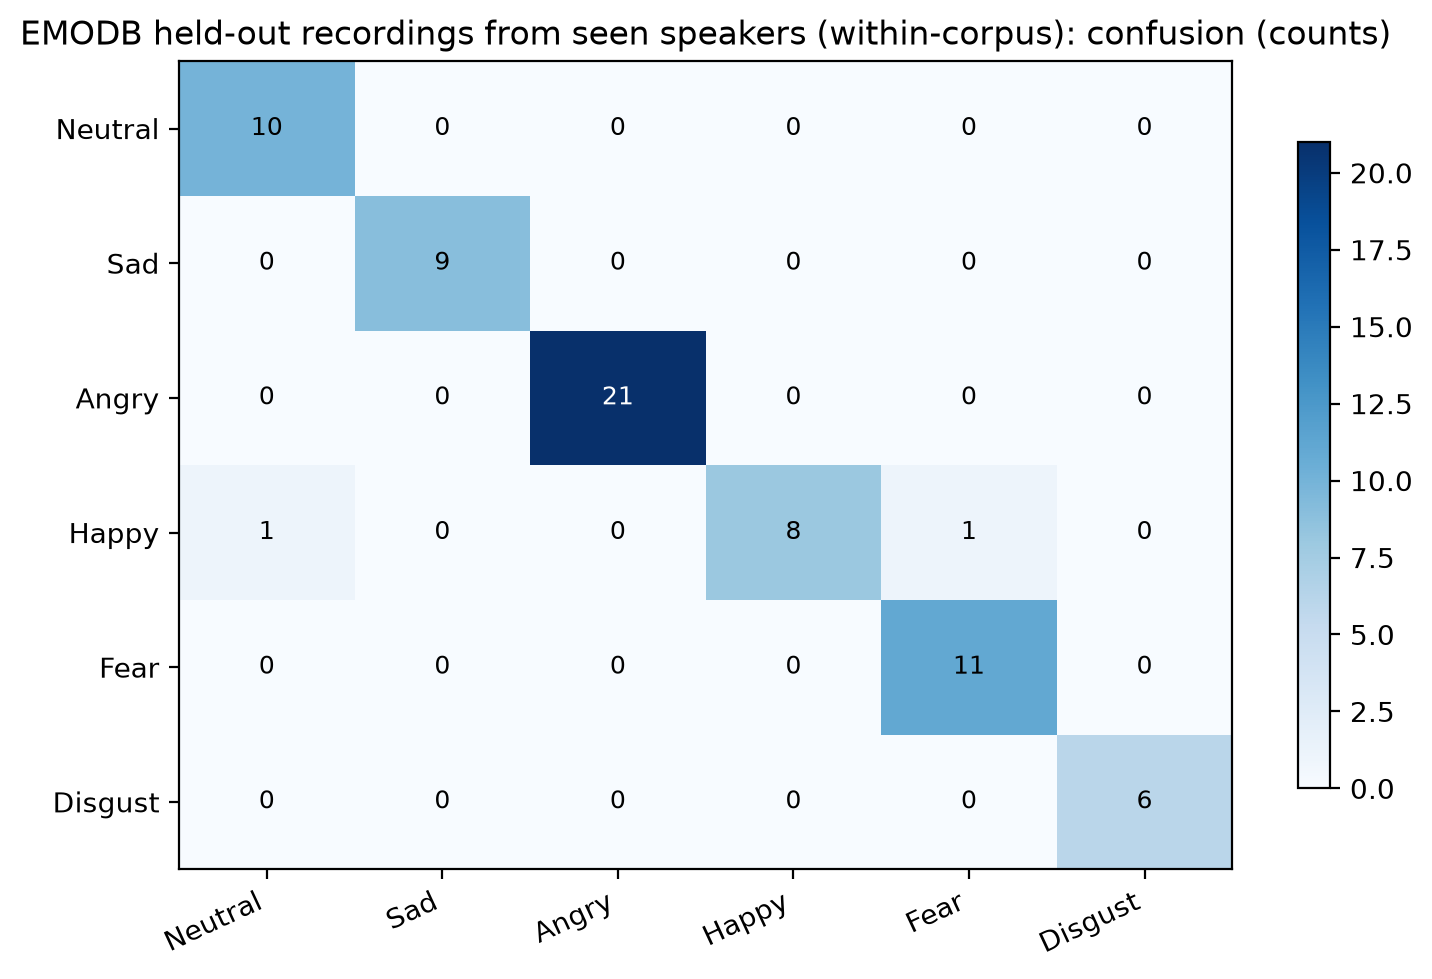 EMODB held-out recordings from seen speakers (within-corpus): confusion (counts)
Neutral 10 0 0 0 0 0
Sad 0 9 0 0 0 0
Angry 0 0 21 0 0 0
Happy 1 0 0 8 1 0
Fear 0 0 0 0 11 0
Disgust 0 0 0 0 0 6
Neutral Sad Angry Happy Fear Disgust
20.0
17.5
15.0
12.5
10.0
7.5
5.0
2.5
0.0